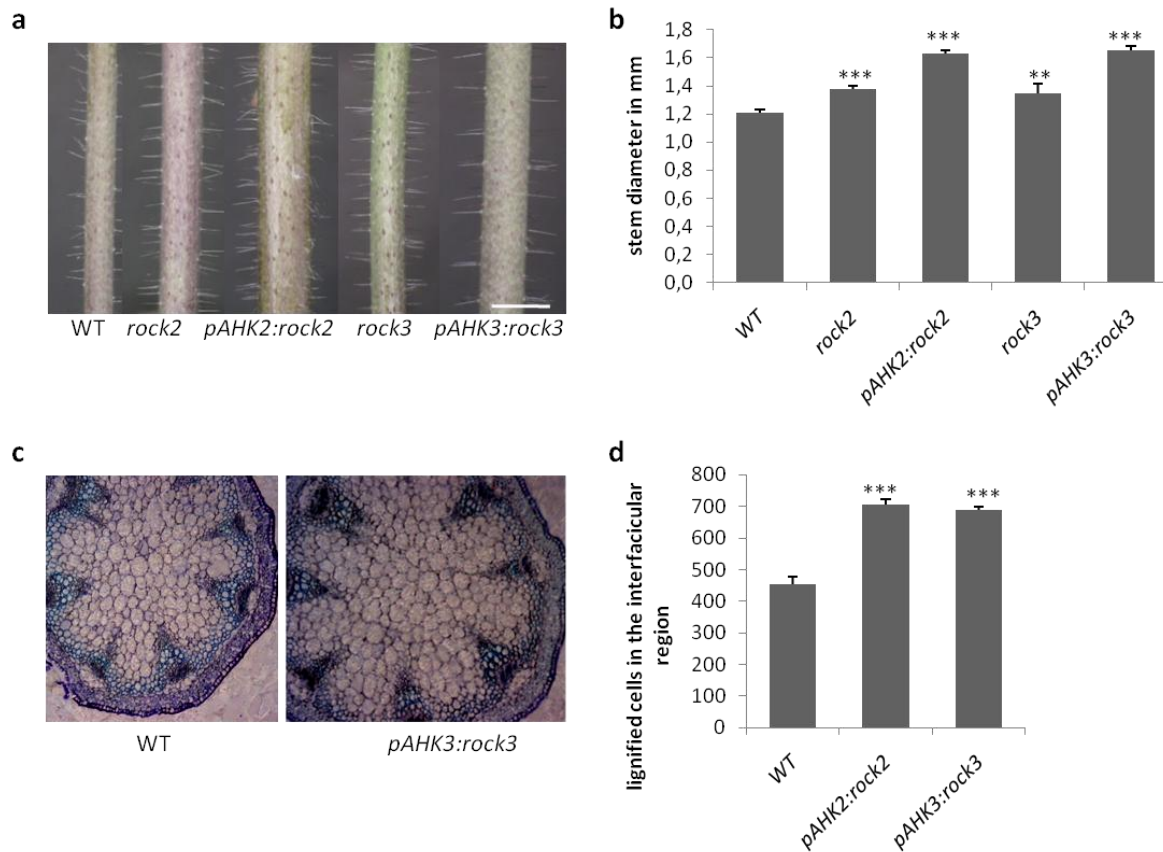 a
WT rock2 pAHK2:rock2 rock3 pAHK3:rock3
b
stem diameter in mm
1,8
1,6
1,4
1,2
1,0
0,8
0,6
0,4
0,2
0,0
***
***
**
***
WT
rock2
pAHK2:rock2
rock3
pAHK3:rock3
c
WT
pAHK3:rock3
d
lignified cells in the interfacicular
region
800
700
600
500
400
300
200
100
0
***
***
WT
pAHK2:rock2
pAHK3:rock3